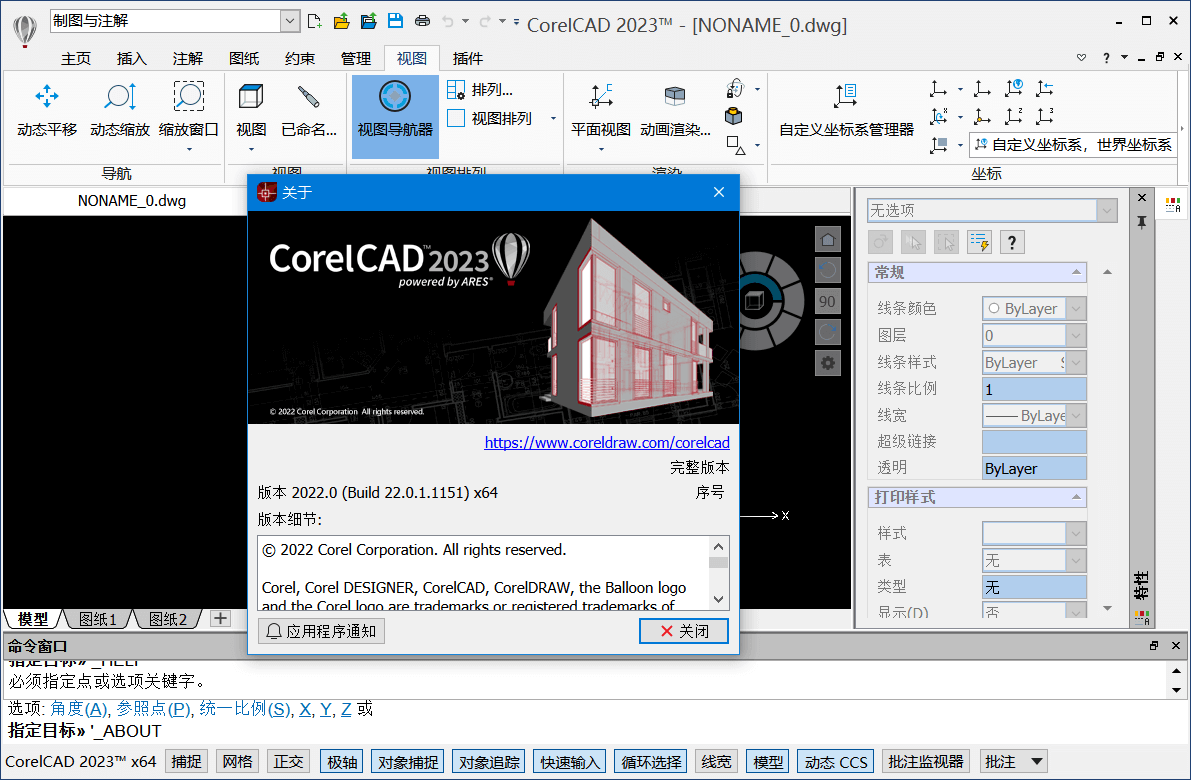 制图与注解
CorelCAD 2023™ - [NONAME_0.dwg]
主页 插入 注解 图纸 约束 管理 视图 插件
动态平移 动态缩放 缩放窗口 视图 已命名... 视图导航器 排列... 视图排列 平面视图 动画渲染... 自定义坐标系管理器 自定义坐标系，世界坐标系
导航 视图 视图排列 渲染 坐标
NONAME_0.dwg
关于
CorelCAD™ 2023
powered by ARES®
© 2022 Corel Corporation All rights reserved.
https://www.coreldraw.com/corelcad
完整版本
版本 2022.0 (Build 22.0.1.1151) x64
序号
版本细节:
© 2022 Corel Corporation. All rights reserved.
Corel, Corel DESIGNER, CorelCAD, CorelDRAW, the Balloon logo
and the Corel logo are trademarks or registered trademarks of
应用程序通知
关闭
90
X
无选项
?
常规
线条颜色 ByLayer
图层 0
线条样式 ByLayer S
线条比例 1
线宽 ByLaye
超级链接
透明 ByLayer
打印样式
样式
表 无
类型 无
显示(D) 否
特性
模型 图纸1 图纸2
命令窗口
指定目标» '_HELP
必须指定点或选项关键字。
选项: 角度(A), 参照点(P), 统一比例(S), X, Y, Z 或
指定目标» '_ABOUT
CorelCAD 2023™ x64 捕捉 网格 正交 极轴 对象捕捉 对象追踪 快速输入 循环选择 线宽 模型 动态 CCS 批注监视器 批注